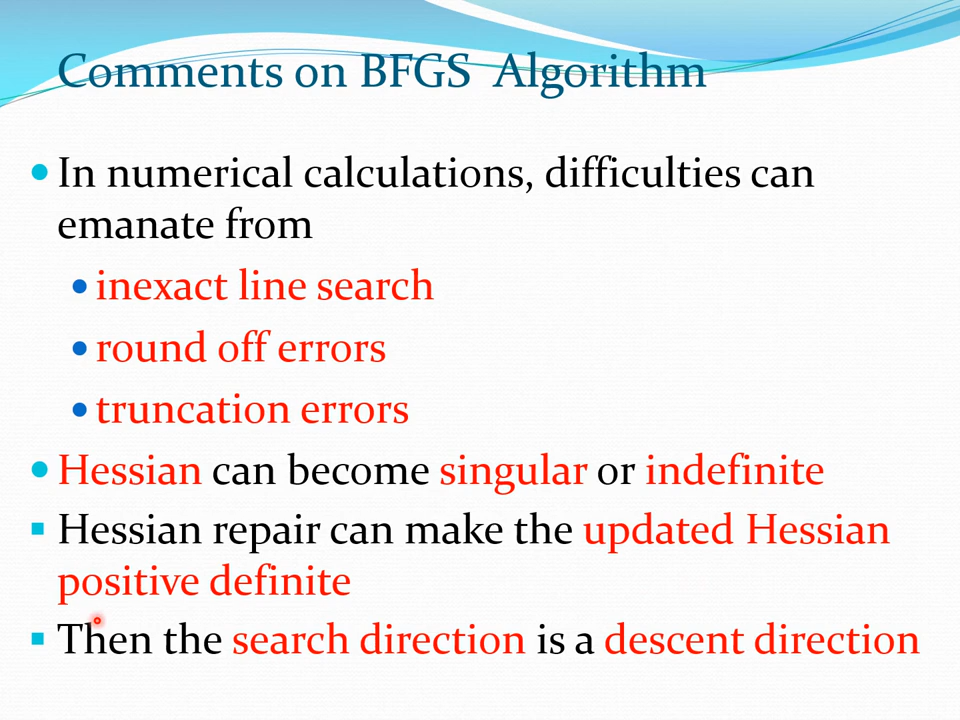 Comments on BFGS Algorithm
In numerical calculations, difficulties can
emanate from
inexact line search
round off errors
truncation errors
Hessian can become singular or indefinite
Hessian repair can make the updated Hessian
positive definite
Then the search direction is a descent direction